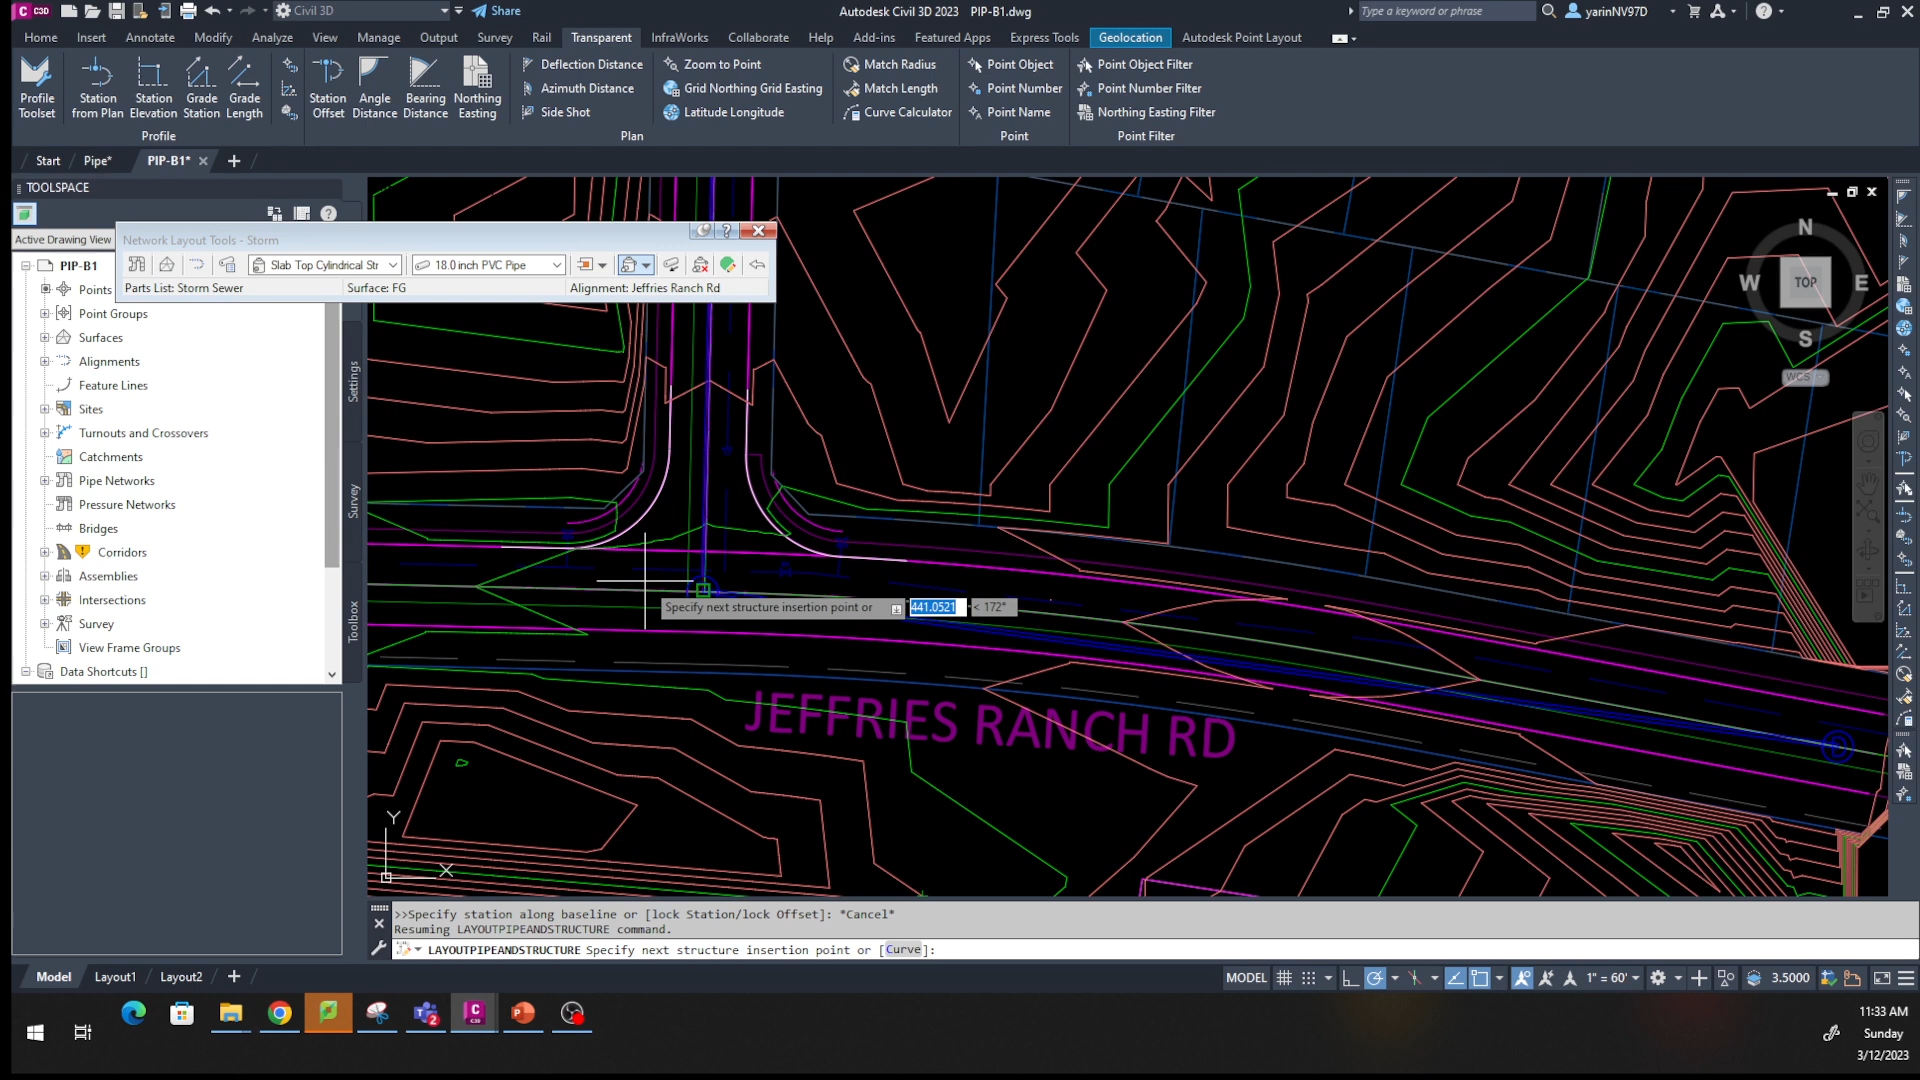 C3D Civil 3D Share Autodesk Civil 3D 2023 PIP-B1.dwg Type a keyword or phrase yarinNV97D
Home Insert Annotate Modify Analyze View Manage Output Survey Rail Transparent InfraWorks Collaborate Help Add-ins Featured Apps Express Tools Geolocation Autodesk Point Layout
Profile Toolset
Station from Plan
Station Elevation
Grade Station
Grade Length
Profile
Station Offset
Angle Distance
Bearing Distance
Northing Easting
Deflection Distance
Azimuth Distance
Side Shot
Zoom to Point
Grid Northing Grid Easting
Latitude Longitude
Plan
Match Radius
Match Length
Curve Calculator
Point Object
Point Number
Point Name
Point
Point Object Filter
Point Number Filter
Northing Easting Filter
Point Filter
Start Pipe* PIP-B1*
TOOLSPACE
Active Drawing View
Network Layout Tools - Storm
Slab Top Cylindrical Str 18.0 inch PVC Pipe
Parts List: Storm Sewer Surface: FG Alignment: Jeffries Ranch Rd
PIP-B1
Points
Point Groups
Surfaces
Alignments
Feature Lines
Sites
Turnouts and Crossovers
Catchments
Pipe Networks
Pressure Networks
Bridges
Corridors
Assemblies
Intersections
Survey
View Frame Groups
Data Shortcuts []
Settings
Survey
Toolbox
N
W TOP E
S
WCS
Specify next structure insertion point or 441.0521 < 172°
JEFFRIES RANCH RD
D
Y
X
>>Specify station along baseline or [lock Station/lock Offset]: *Cancel*
Resuming LAYOUTPIPEANDSTRUCTURE command.
LAYOUTPIPEANDSTRUCTURE Specify next structure insertion point or [Curve]:
Model Layout1 Layout2 MODEL 1" = 60' 3.5000
11:33 AM
Sunday
3/12/2023